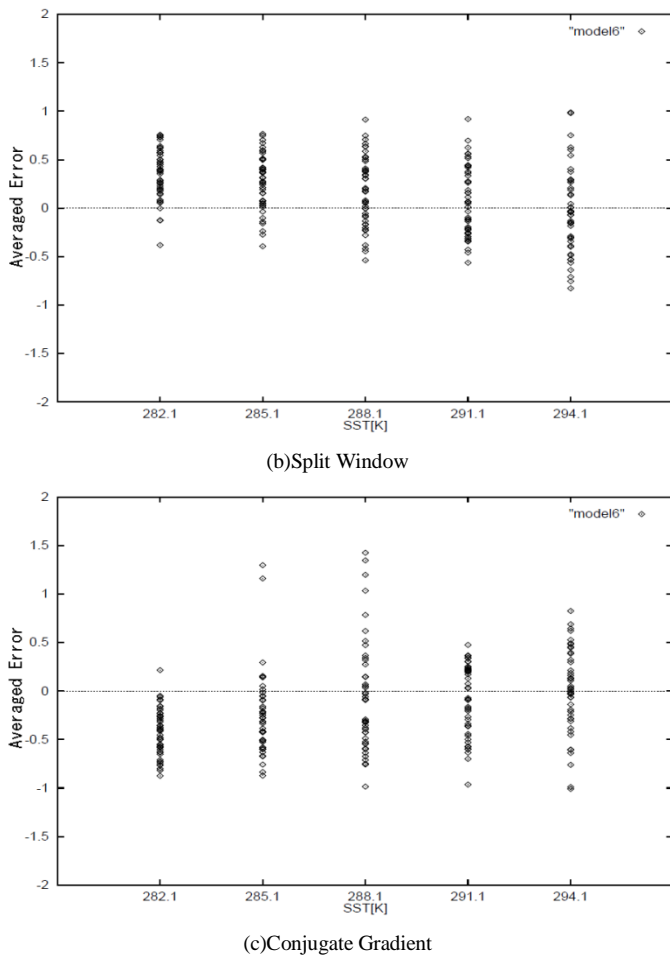 2
"model6"
1.5
1
0.5
0
-0.5
-1
-1.5
-2
Averaged Error
282.1 285.1 288.1 291.1 294.1
SST[K]
(b)Split Window
2
"model6"
1.5
1
0.5
0
-0.5
-1
-1.5
-2
Averaged Error
282.1 285.1 288.1 291.1 294.1
SST[K]
(c)Conjugate Gradient